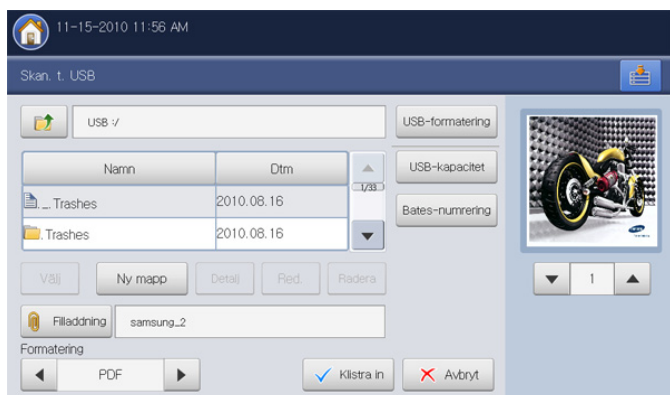 11-15-2010 11:56 AM
Skan. t. USB
USB :/
USB-formatering
Namn Dtm
USB-kapacitet
1/33
._. Trashes 2010.08.16
Bates-numrering
. Trashes 2010.08.16
Välj Ny mapp Detalj Red. Radera
1
Filladdning samsung_2
Formatering
PDF
Klistra in Avbryt